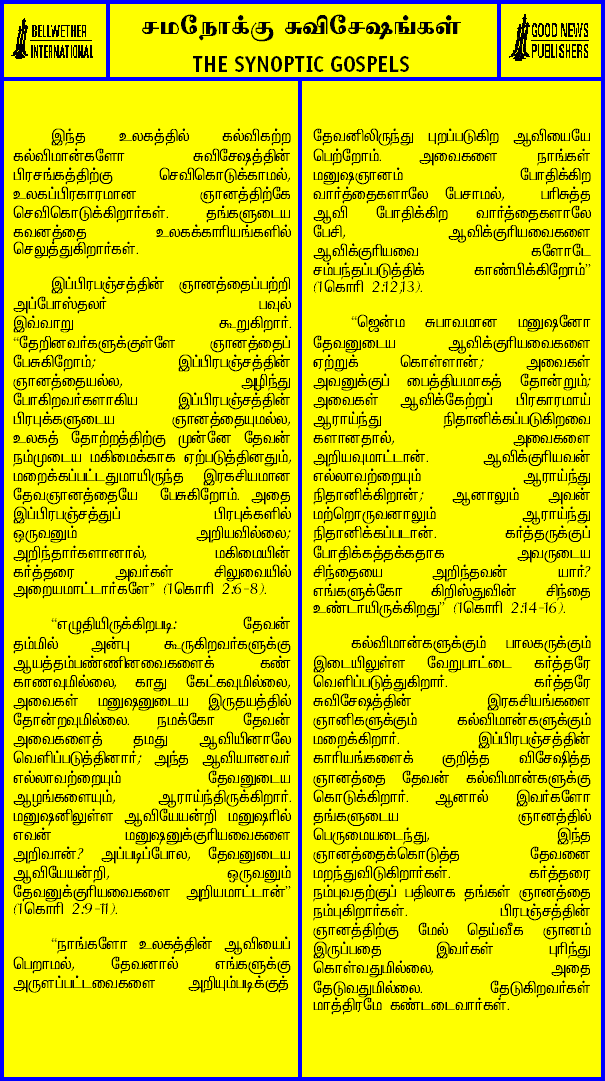 BELLWETHER
INTERNATIONAL
சமநோக்கு சுவிசேஷங்கள்
THE SYNOPTIC GOSPELS
GOOD NEWS
PUBLISHERS
இந்த உலகத்தில் கல்விகற்ற
கல்விமான்களோ சுவிசேஷத்தின்
பிரசங்கத்திற்கு செவிகொடுக்காமல்,
உலகப்பிரகாரமான ஞானத்திற்கே
செவிகொடுக்கிறார்கள். தங்களுடைய
கவனத்தை உலகக்காரியங்களில்
செலுத்துகிறார்கள்.
இப்பிரபஞ்சத்தின் ஞானத்தைப்பற்றி
அப்போஸ்தலர் பவுல்
இவ்வாறு கூறுகிறார்.
“தேறினவர்களுக்குள்ளே ஞானத்தைப்
பேசுகிறோம்; இப்பிரபஞ்சத்தின்
ஞானத்தையல்ல, அழிந்து
போகிறவர்களாகிய இப்பிரபஞ்சத்தின்
பிரபுக்களுடைய ஞானத்தையுமல்ல,
உலகத் தோற்றத்திற்கு முன்னே தேவன்
நம்முடைய மகிமைக்காக ஏற்படுத்தினதும்,
மறைக்கப்பட்டதுமாயிருந்த இரகசியமான
தேவஞானத்தையே பேசுகிறோம். அதை
இப்பிரபஞ்சத்துப் பிரபுக்களில்
ஒருவனும் அறியவில்லை;
அறிந்தார்களானால், மகிமையின்
கர்த்தரை அவர்கள் சிலுவையில்
அறையமாட்டார்களே” (1கொரி 2:6-8).
“எழுதியிருக்கிறபடி: தேவன்
தம்மில் அன்பு கூருகிறவர்களுக்கு
ஆயத்தம்பண்ணினவைகளைக் கண்
காணவுமில்லை, காது கேட்கவுமில்லை,
அவைகள் மனுஷனுடைய இருதயத்தில்
தோன்றவுமில்லை. நமக்கோ தேவன்
அவைகளைத் தமது ஆவியினாலே
வெளிப்படுத்தினார்; அந்த ஆவியானவர்
எல்லாவற்றையும் தேவனுடைய
ஆழங்களையும், ஆராய்ந்திருக்கிறார்.
மனுஷனிலுள்ள ஆவியேயன்றி மனுஷரில்
எவன் மனுஷனுக்குரியவைகளை
அறிவான்? அப்படிப்போல, தேவனுடைய
ஆவியேயன்றி, ஒருவனும்
தேவனுக்குரியவைகளை அறியமாட்டான்”
(1கொரி 2:9-11).
“நாங்களோ உலகத்தின் ஆவியைப்
பெறாமல், தேவனால் எங்களுக்கு
அருளப்பட்டவைகளை அறியும்படிக்குத்
தேவனிலிருந்து புறப்படுகிற ஆவியையே
பெற்றோம். அவைகளை நாங்கள்
மனுஷஞானம் போதிக்கிற
வார்த்தைகளாலே பேசாமல், பரிசுத்த
ஆவி போதிக்கிற வார்த்தைகளாலே
பேசி, ஆவிக்குரியவைகளை
ஆவிக்குரியவை களோடே
சம்பந்தப்படுத்திக் காண்பிக்கிறோம்”
(1கொரி 2:12,13).
“ஜென்ம சுபாவமான மனுஷனோ
தேவனுடைய ஆவிக்குரியவைகளை
ஏற்றுக் கொள்ளான்; அவைகள்
அவனுக்குப் பைத்தியமாகத் தோன்றும்;
அவைகள் ஆவிக்கேற்றப் பிரகாரமாய்
ஆராய்ந்து நிதானிக்கப்படுகிறவை
களானதால், அவைகளை
அறியவுமாட்டான். ஆவிக்குரியவன்
எல்லாவற்றையும் ஆராய்ந்து
நிதானிக்கிறான்; ஆனாலும் அவன்
மற்றொருவனாலும் ஆராய்ந்து
நிதானிக்கப்படான். கர்த்தருக்குப்
போதிக்கத்தக்கதாக அவருடைய
சிந்தையை அறிந்தவன் யார்?
எங்களுக்கோ கிறிஸ்துவின் சிந்தை
உண்டாயிருக்கிறது” (1கொரி 2:14-16).
கல்விமான்களுக்கும் பாலகருக்கும்
இடையிலுள்ள வேறுபாட்டை கர்த்தரே
வெளிப்படுத்துகிறார். கர்த்தரே
சுவிசேஷத்தின் இரகசியங்களை
ஞானிகளுக்கும் கல்விமான்களுக்கும்
மறைக்கிறார். இப்பிரபஞ்சத்தின்
காரியங்களைக் குறித்த விசேஷித்த
ஞானத்தை தேவன் கல்விமான்களுக்கு
கொடுக்கிறார். ஆனால் இவர்களோ
தங்களுடைய ஞானத்தில்
பெருமையடைந்து, இந்த
ஞானத்தைக்கொடுத்த தேவனை
மறந்துவிடுகிறார்கள். கர்த்தரை
நம்புவதற்குப் பதிலாக தங்கள் ஞானத்தை
நம்புகிறார்கள். பிரபஞ்சத்தின்
ஞானத்திற்கு மேல் தெய்வீக ஞானம்
இருப்பதை இவர்கள் புரிந்து
கொள்வதுமில்லை, அதை
தேடுவதுமில்லை. தேடுகிறவர்கள்
மாத்திரமே கண்டடைவார்கள்.